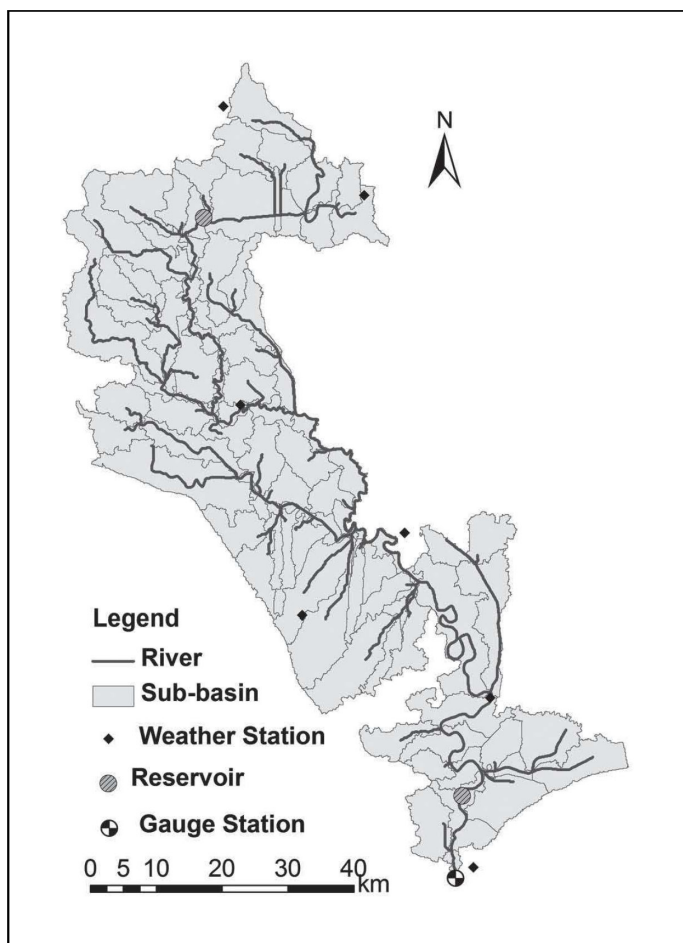 N
Legend
River
Sub-basin
Weather Station
Reservoir
Gauge Station
0 5 10 20 30 40
km